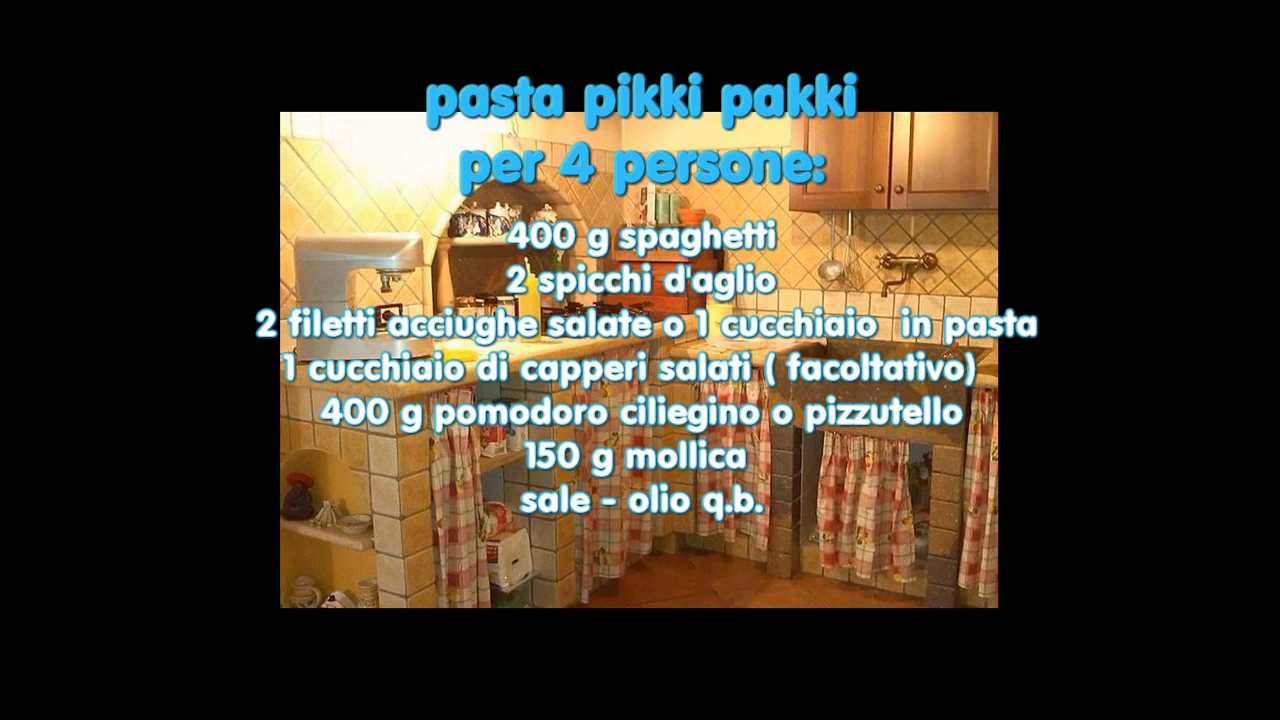 pasta pikki pakki
per 4 persone:
400 g spaghetti
2 spicchi d'aglio
2 filetti acciughe salate o 1 cucchiaio in pasta
1 cucchiaio di capperi salati ( facoltativo)
400 g pomodoro ciliegino o pizzutello
150 g mollica
sale - olio q.b.